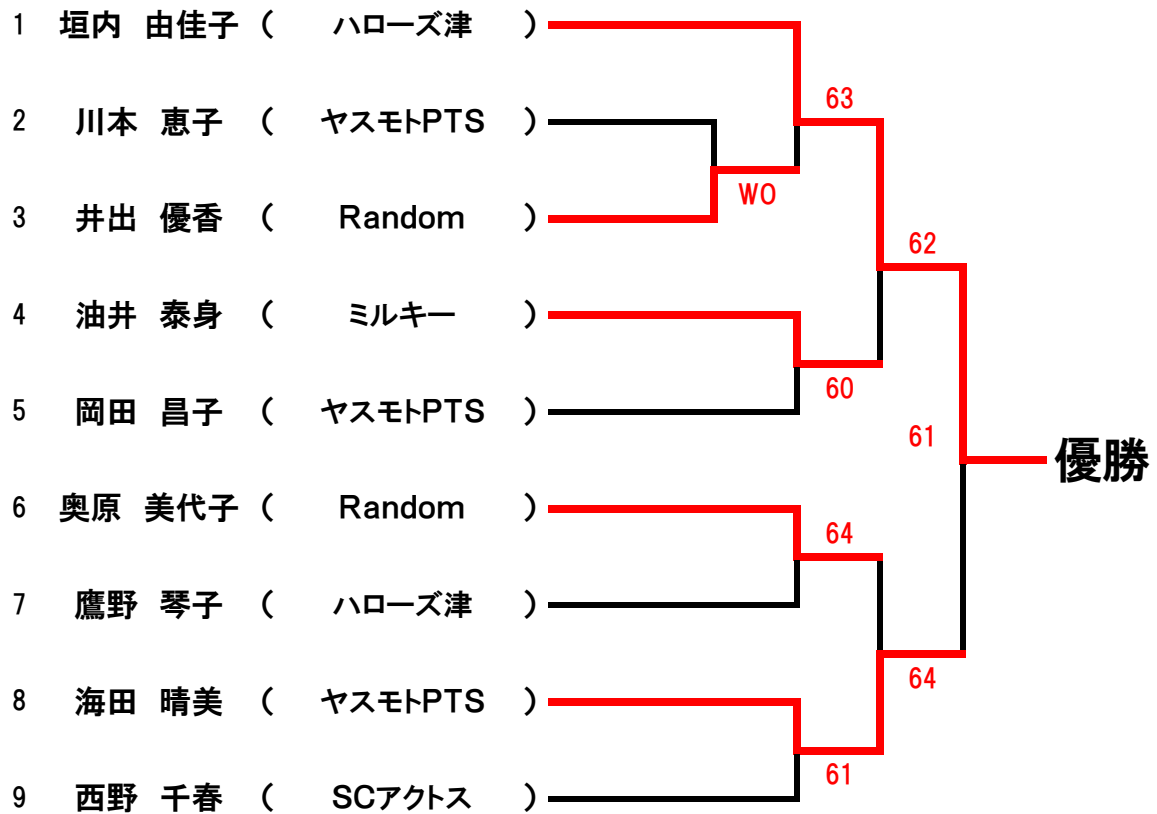 1 垣内 由佳子 ( ハローズ津 )
63
2 川本 恵子 ( ヤスモトPTS )
WO
3 井出 優香 ( Random )
62
4 油井 泰身 ( ミルキー )
60
5 岡田 昌子 ( ヤスモトPTS )
61
優勝
6 奥原 美代子 ( Random )
64
7 鷹野 琴子 ( ハローズ津 )
64
8 海田 晴美 ( ヤスモトPTS )
61
9 西野 千春 ( SCアクトス )